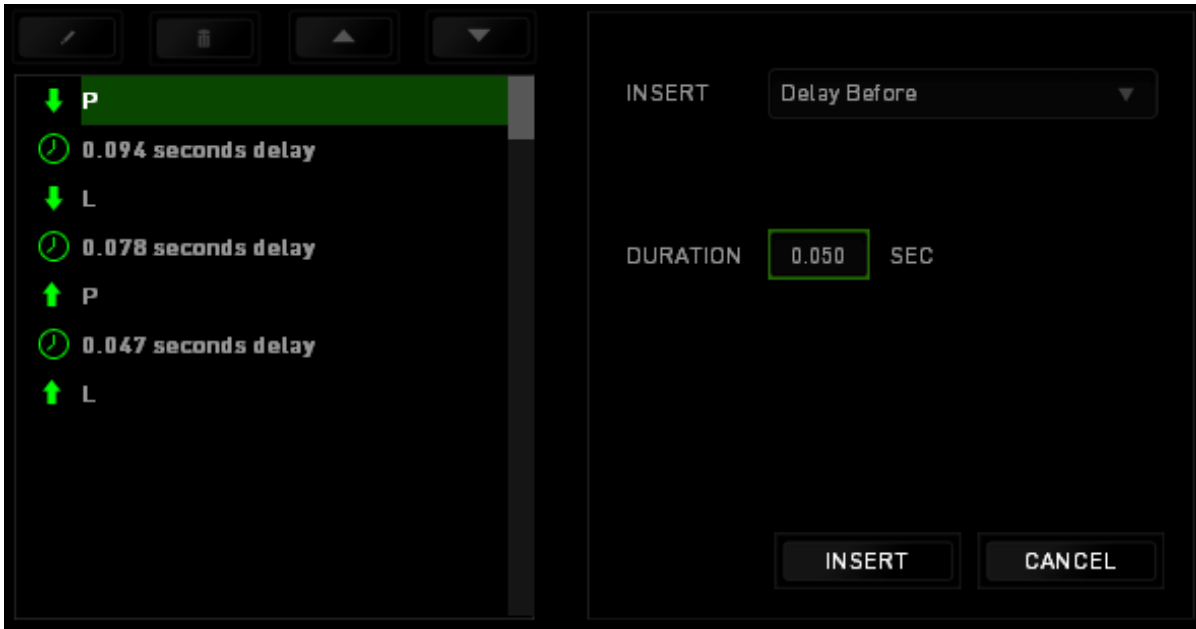 P
0.094 seconds delay
L
0.078 seconds delay
P
0.047 seconds delay
L
INSERT Delay Before
DURATION 0.050 SEC
INSERT CANCEL